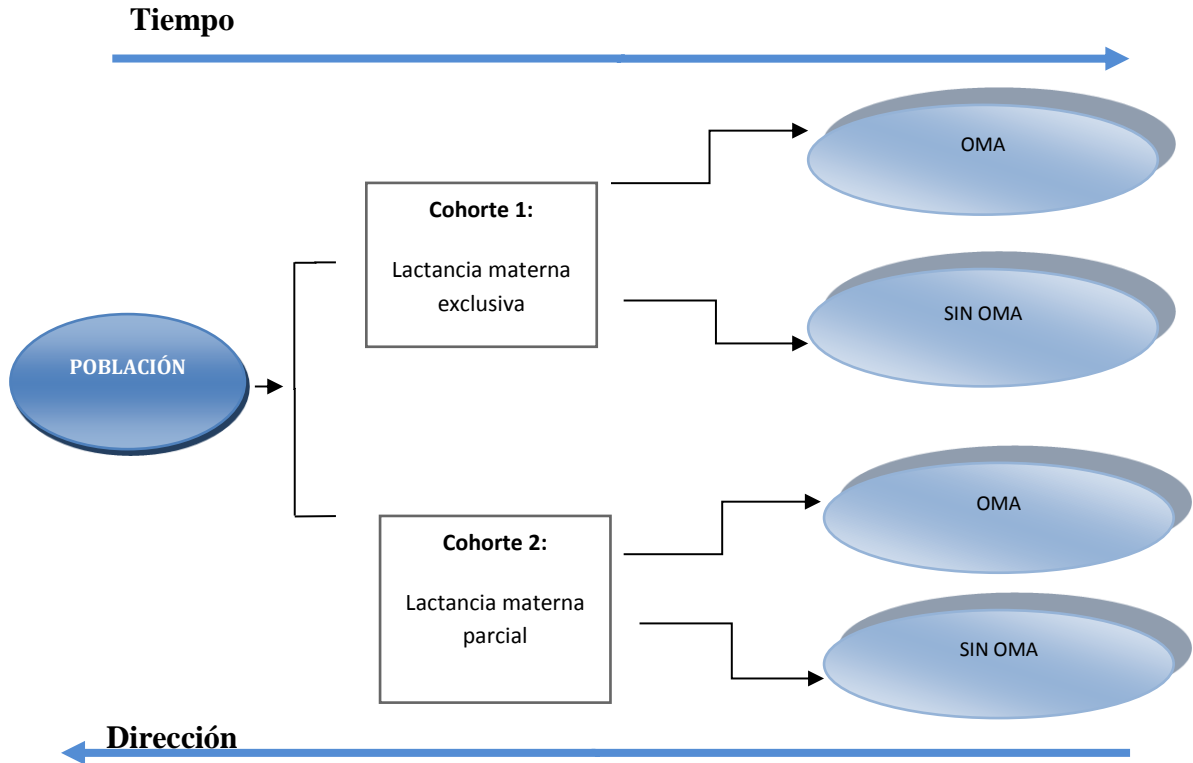 Tiempo
OMA
Cohorte 1:
Lactancia materna
exclusiva
SIN OMA
POBLACIÓN
OMA
Cohorte 2:
Lactancia materna
parcial
SIN OMA
Dirección